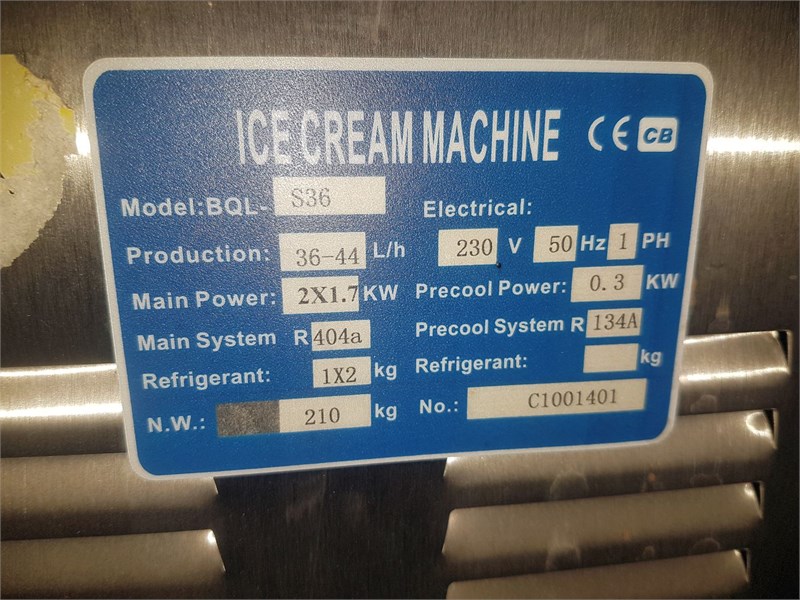 ICE CREAM MACHINE CE CB
Model:BQL- S36
Electrical:
Production: 36-44 L/h
230 V 50 Hz 1 PH
Main Power: 2X1.7 KW
Precool Power: 0.3 KW
Main System R 404a
Precool System R 134A
Refrigerant: 1X2 kg
Refrigerant: kg
N.W.: 210 kg
No.: C1001401